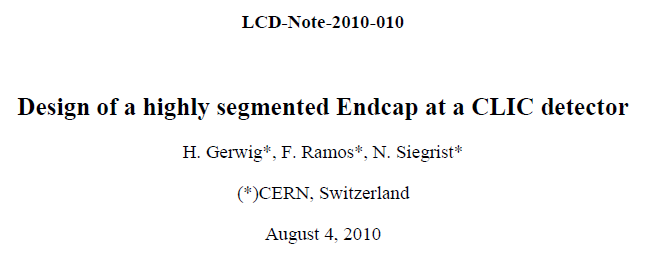 LCD-Note-2010-010
Design of a highly segmented Endcap at a CLIC detector
H. Gerwig*, F. Ramos*, N. Siegrist*
(*)CERN, Switzerland
August 4, 2010